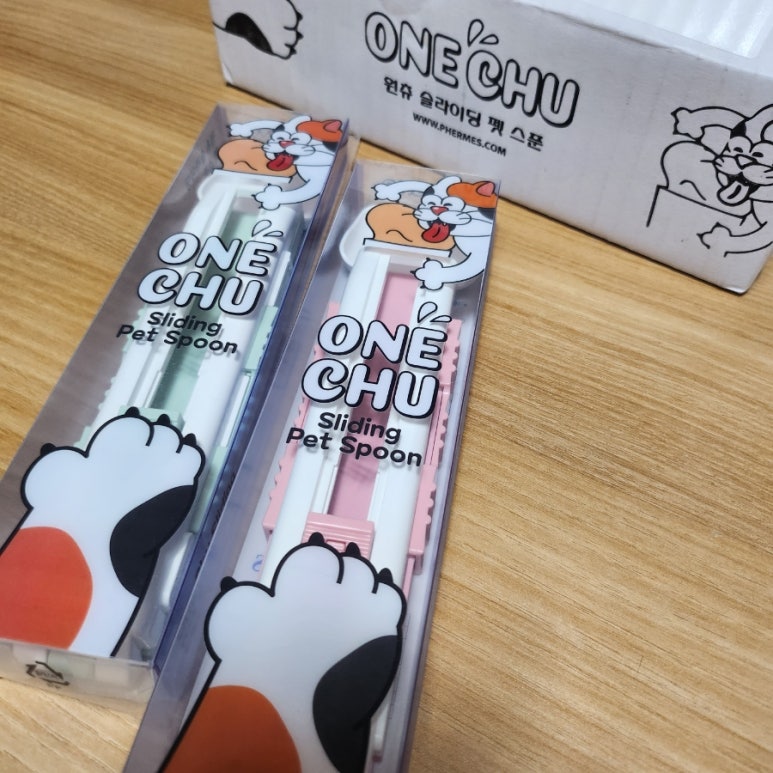 ONE CHU
원츄 슬라이딩 펫 스푼
WWW.PHERMES.COM
ONE
CHU
Sliding
Pet Spoon
ONE
CHU
Sliding
Pet Spoon